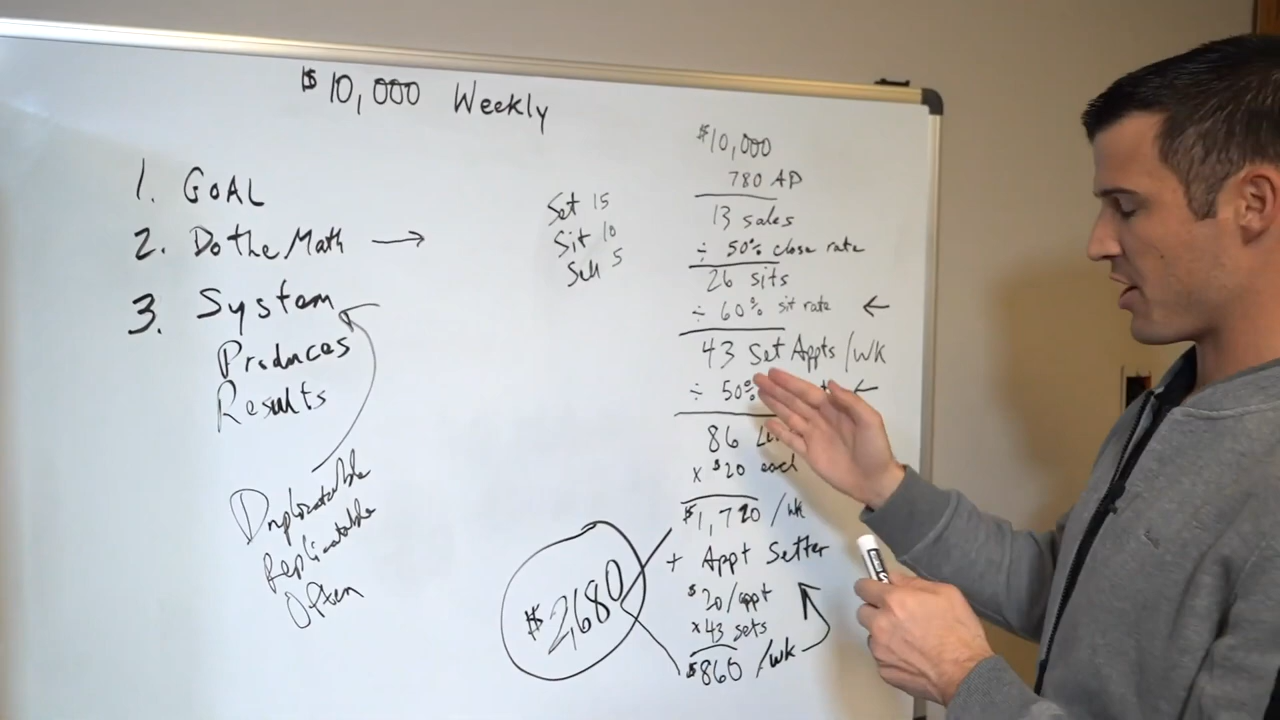 $10,000 Weekly
1. GOAL
2. Do the Math →
3. System
Produces
Results
Duplicatable
Replicatable
Often
Set 15
Sit 10
Sell 5
$10,000
780 AP
13 sales
÷ 50% close rate
26 sits
÷ 60% sit rate ←
43 Set Appts/wk
÷ 50% ←
86
x $20 each
$1,720 /wk
+ Appt Setter
$20/appt
x 43 sets
$860 /wk
$2,680